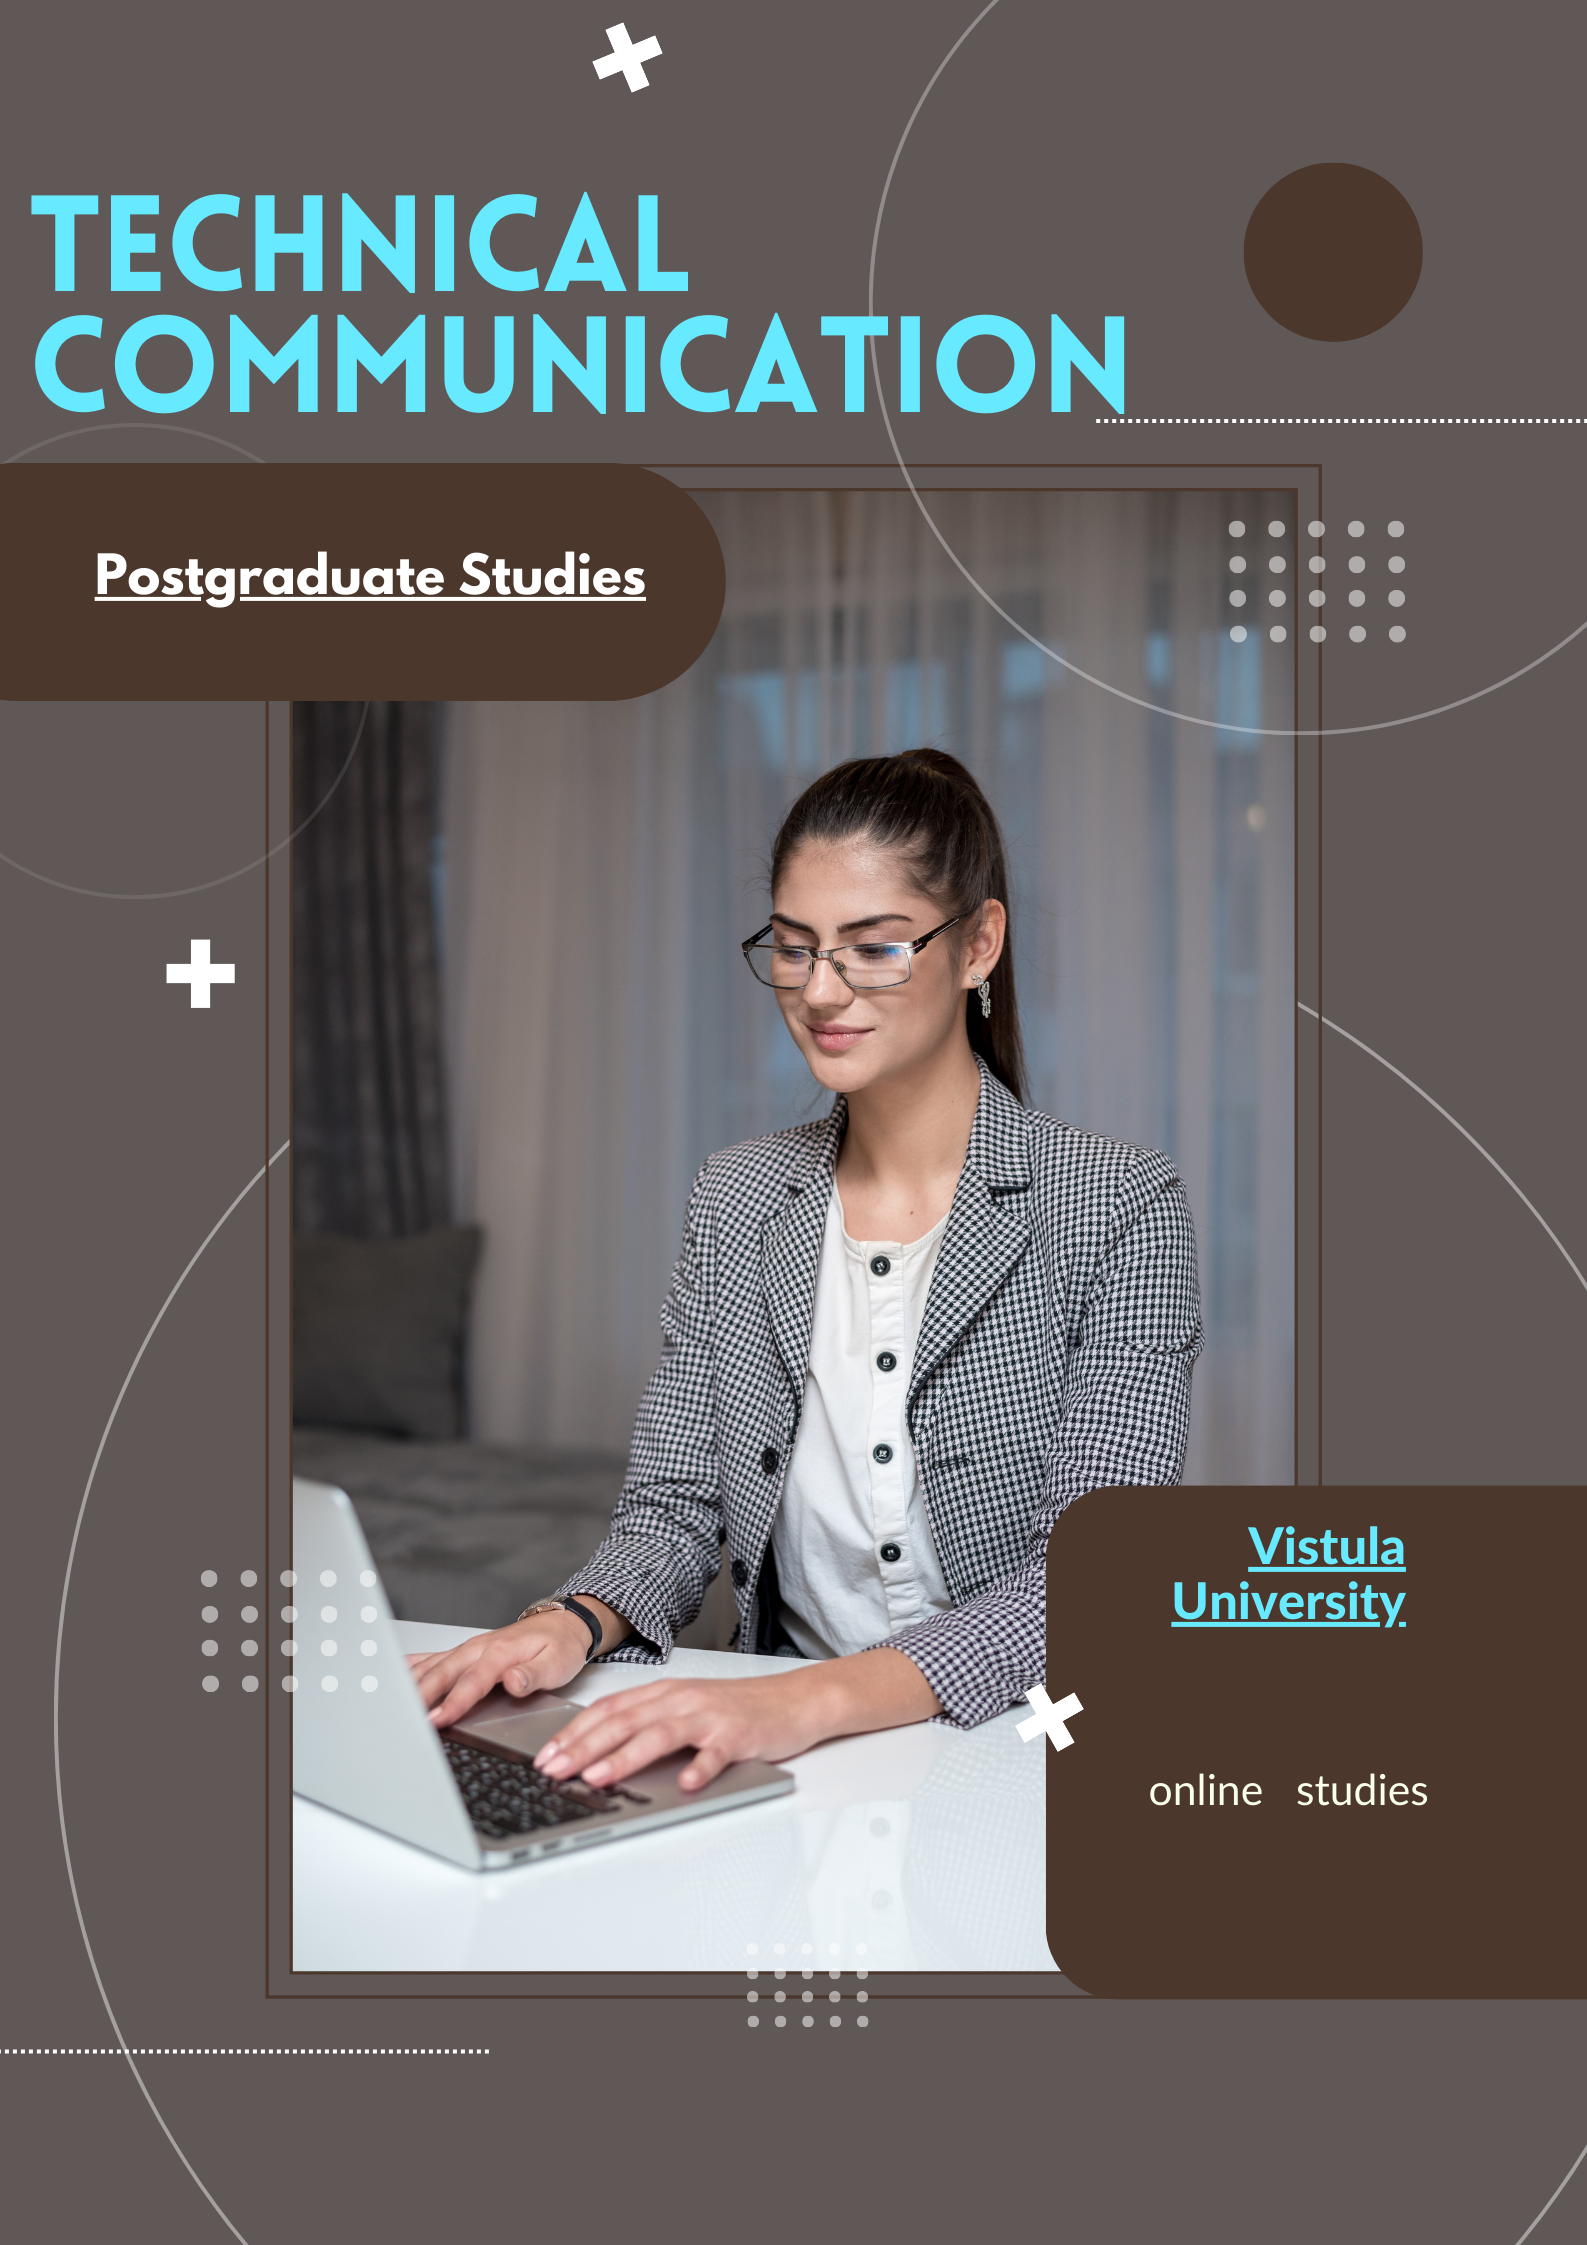 TECHNICAL
COMMUNICATION
Postgraduate Studies
Vistula
University
online studies